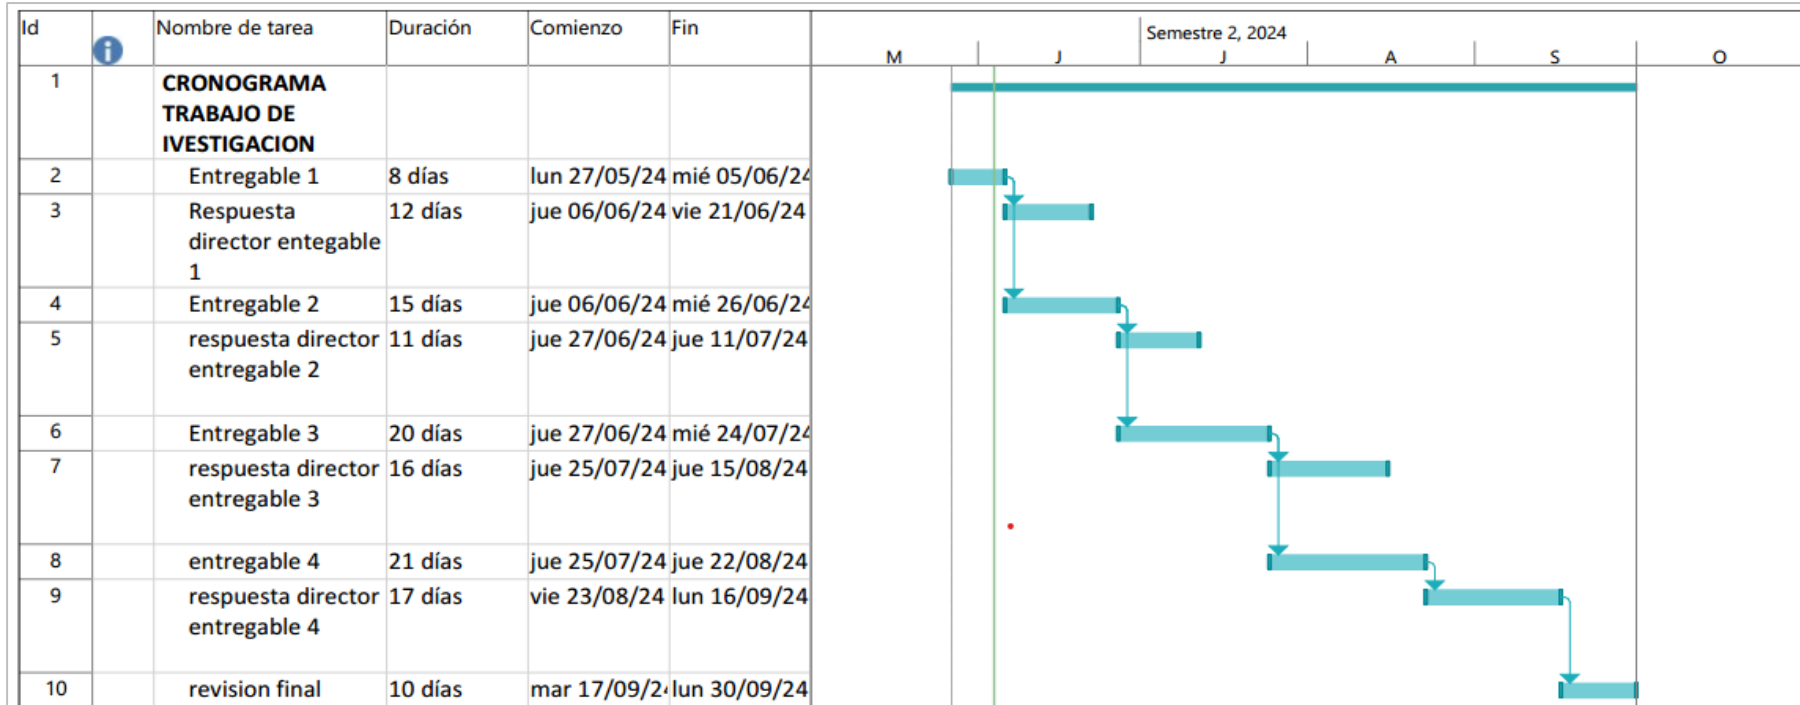 Id Nombre de tarea Duración Comienzo Fin
Semestre 2, 2024
M J J A S O
1 CRONOGRAMA
TRABAJO DE
IVESTIGACION
2 Entregable 1 8 días lun 27/05/24 mié 05/06/24
3 Respuesta 12 días jue 06/06/24 vie 21/06/24
director entegable
1
4 Entregable 2 15 días jue 06/06/24 mié 26/06/24
5 respuesta director 11 días jue 27/06/24 jue 11/07/24
entregable 2
6 Entregable 3 20 días jue 27/06/24 mié 24/07/24
7 respuesta director 16 días jue 25/07/24 jue 15/08/24
entregable 3
8 entregable 4 21 días jue 25/07/24 jue 22/08/24
9 respuesta director 17 días vie 23/08/24 lun 16/09/24
entregable 4
10 revision final 10 días mar 17/09/24 lun 30/09/24